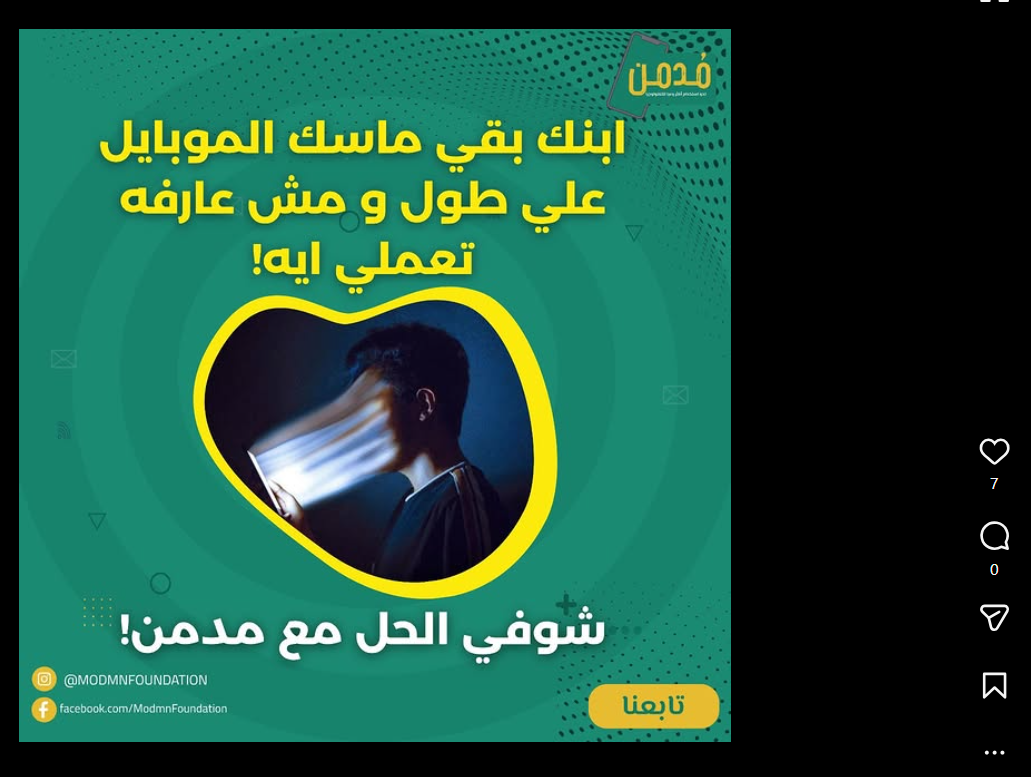 مُدمن
ابنك بقي ماسك الموبايل
علي طول و مش عارفه
تعملي ايه!
شوفي الحل مع مدمن!
@MODMNFOUNDATION
facebook.com/ModmnFoundation
تابعنا
7
0